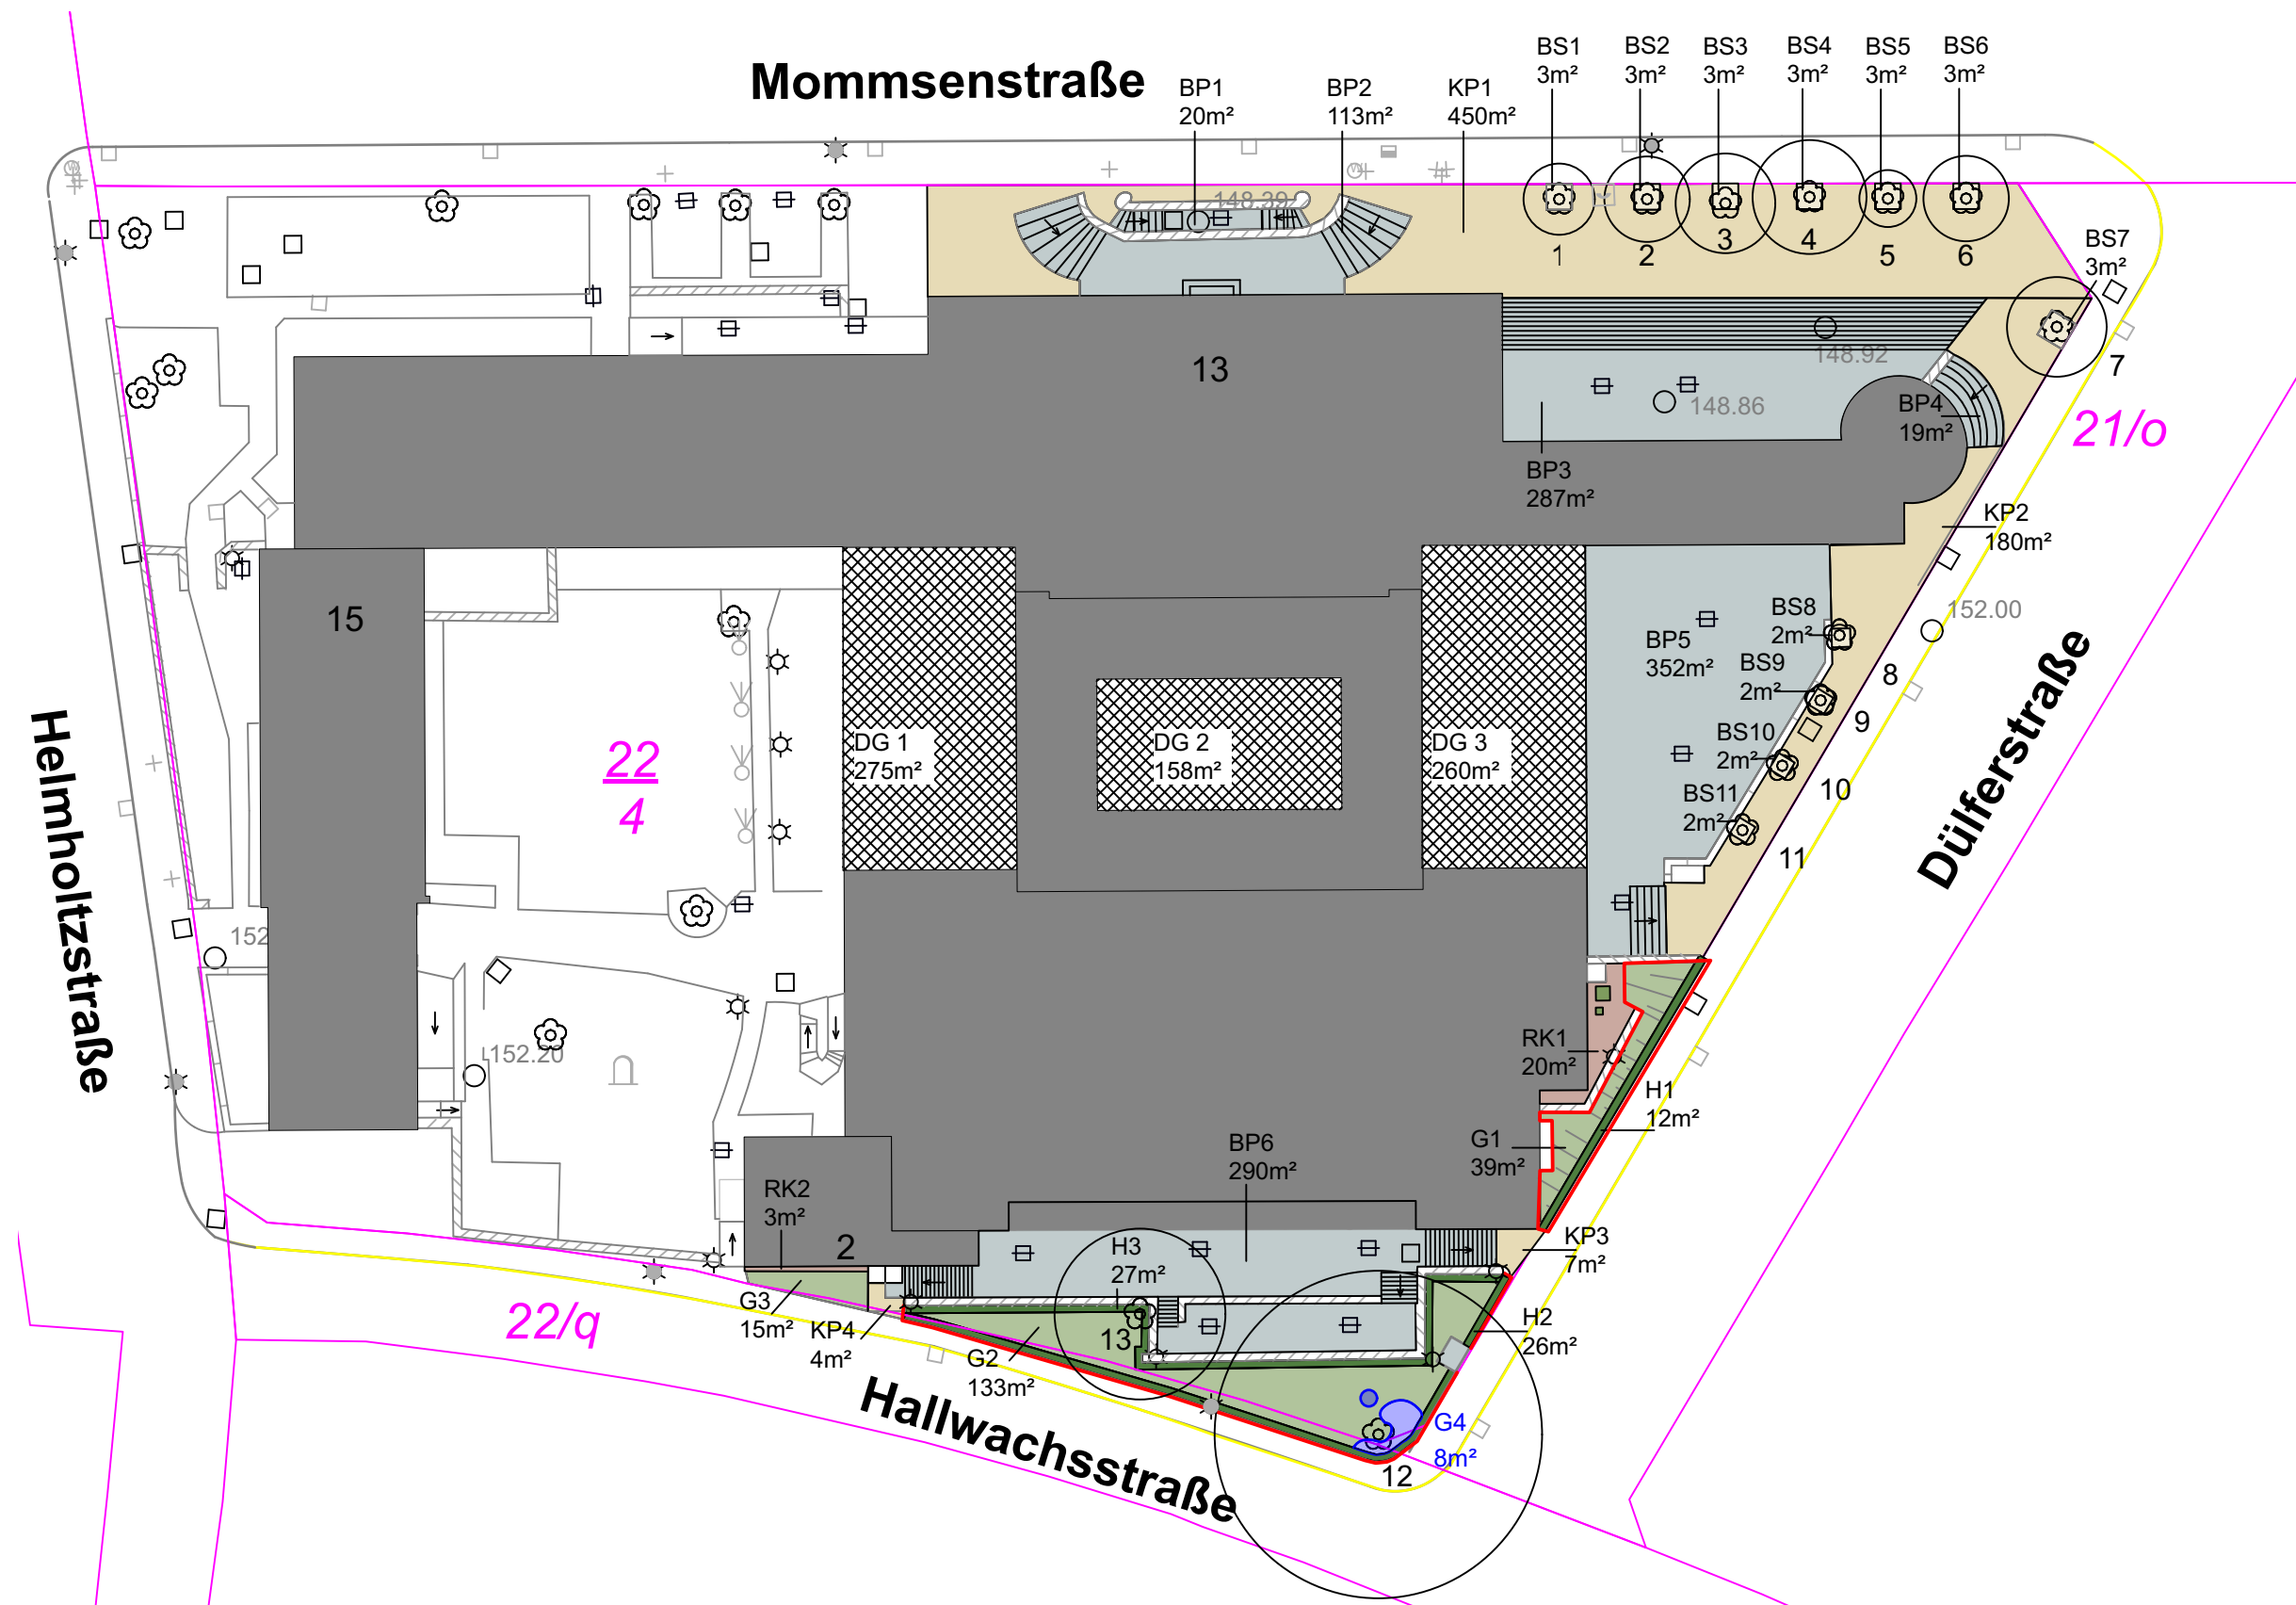 Mommsenstraße
BP1
20m²
BP2
113m²
KP1
450m²
BS1
3m²
BS2
3m²
BS3
3m²
BS4
3m²
BS5
3m²
BS6
3m²
148.39
1
2
3
4
5
6
BS7
3m²
7
13
148.92
148.86
BP4
19m²
21/o
BP3
287m²
KP2
180m²
15
152.00
BP5
352m²
BS8
2m²
BS9
2m²
BS10
2m²
BS11
2m²
8
9
10
11
Helmholtzstraße
22
4
DG 1
275m²
DG 2
158m²
DG 3
260m²
Dülferstraße
152
152.20
RK1
20m²
H1
12m²
G1
39m²
BP6
290m²
RK2
3m²
2
H3
27m²
KP3
7m²
G3
15m²
KP4
4m²
22/q
13
G2
133m²
H2
26m²
Hallwachsstraße
G4
8m²
12